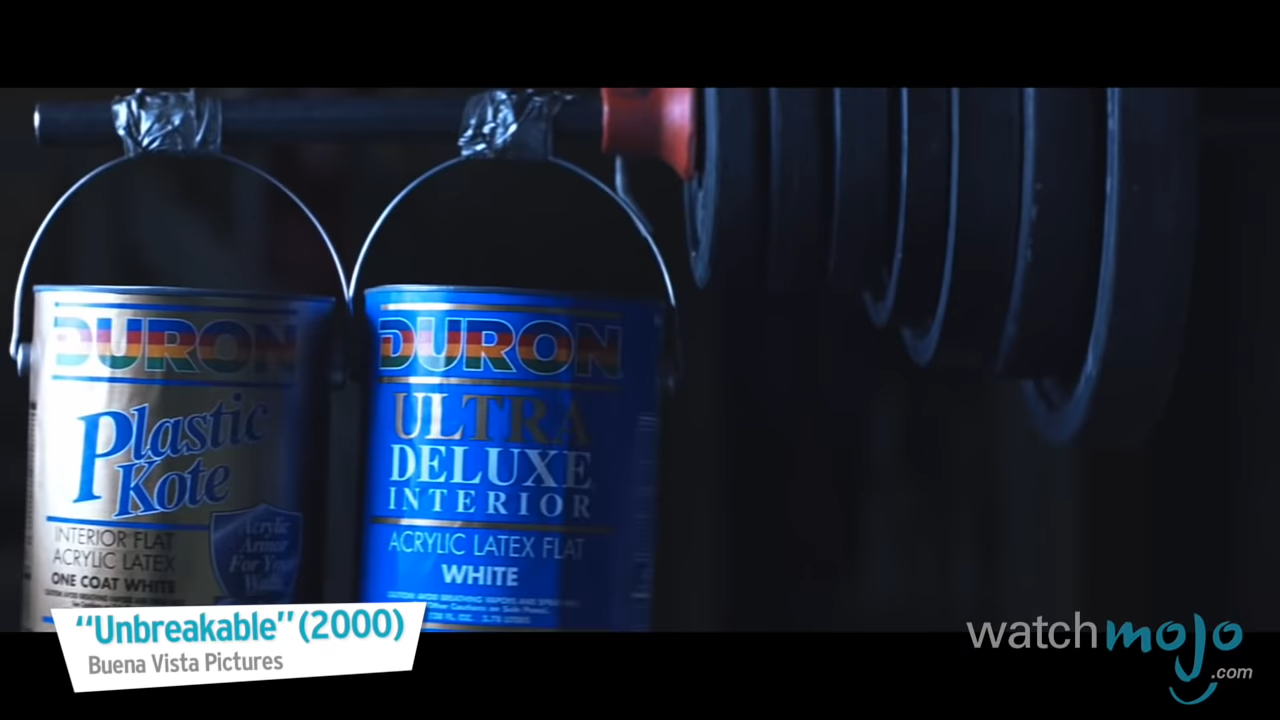 DURON
Plastic
Kote
INTERIOR FLAT
ACRYLIC LATEX
ONE COAT WHITE
Acrylic
Armor
For Your
Walls
DURON
ULTRA
DELUXE
INTERIOR
ACRYLIC LATEX FLAT
WHITE
"Unbreakable" (2000)
Buena Vista Pictures
watchmojo
.com